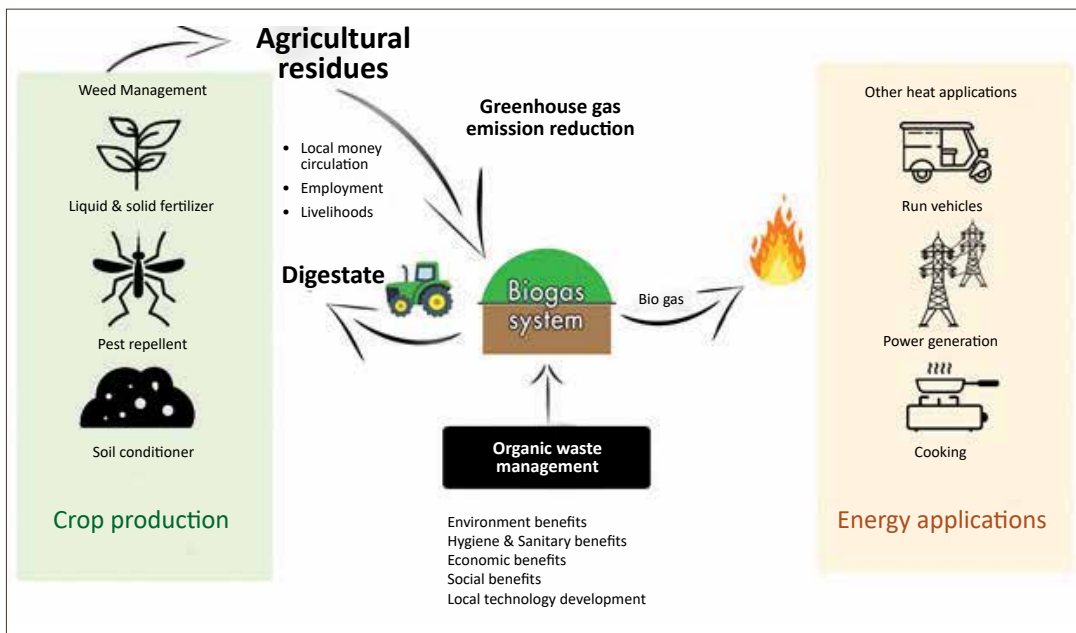 Agricultural
residues
Weed Management
Liquid & solid fertilizer
Pest repellent
Soil conditioner
Crop production
• Local money
circulation
• Employment
• Livelihoods
Greenhouse gas
emission reduction
Digestate
Biogas
system
Bio gas
Organic waste
management
Environment benefits
Hygiene & Sanitary benefits
Economic benefits
Social benefits
Local technology development
Other heat applications
Run vehicles
Power generation
Cooking
Energy applications